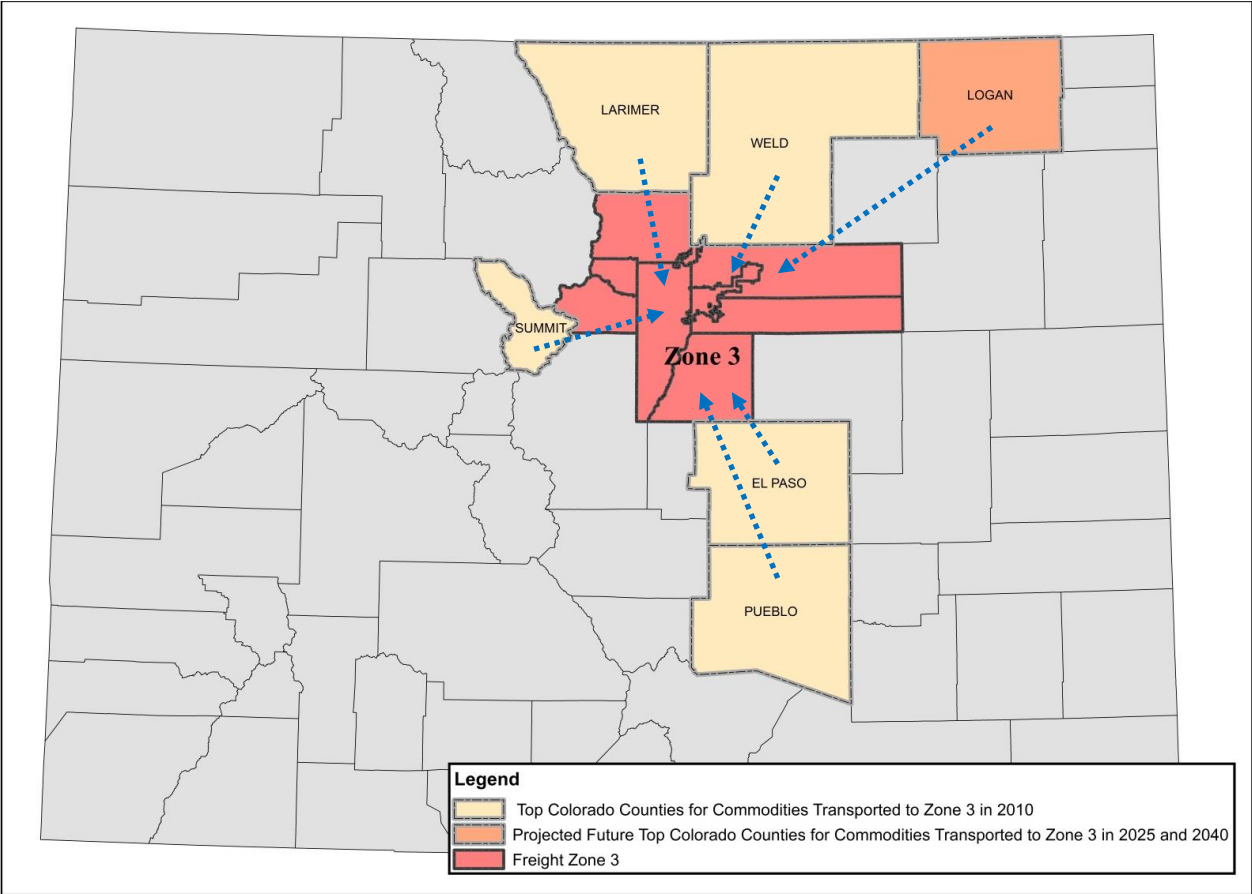 LARIMER
WELD
LOGAN
SUMMIT
Zone 3
EL PASO
PUEBLO
Legend
Top Colorado Counties for Commodities Transported to Zone 3 in 2010
Projected Future Top Colorado Counties for Commodities Transported to Zone 3 in 2025 and 2040
Freight Zone 3